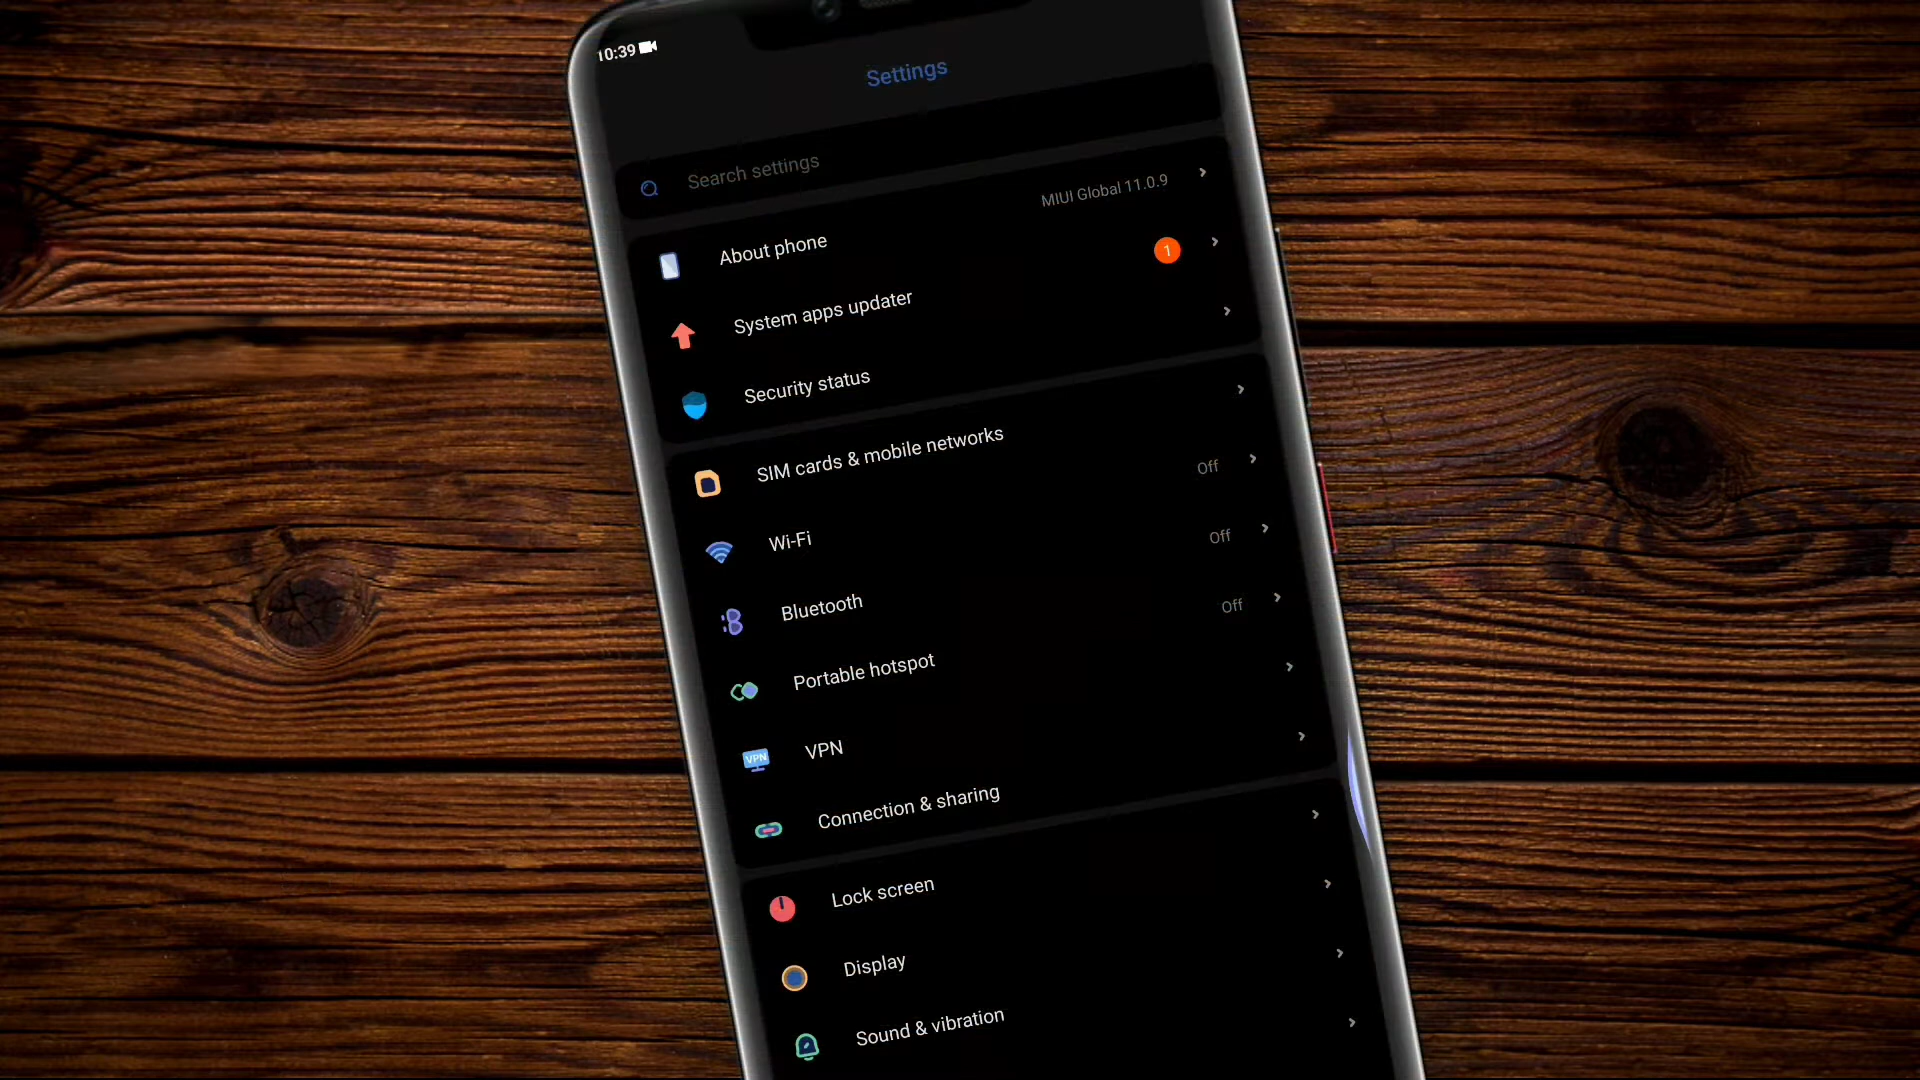 10:39
Settings
Search settings
About phone
MIUI Global 11.0.9
System apps updater
1
Security status
SIM cards & mobile networks
Wi-Fi
Off
Bluetooth
Off
Portable hotspot
Off
VPN
VPN
Connection & sharing
Lock screen
Display
Sound & vibration